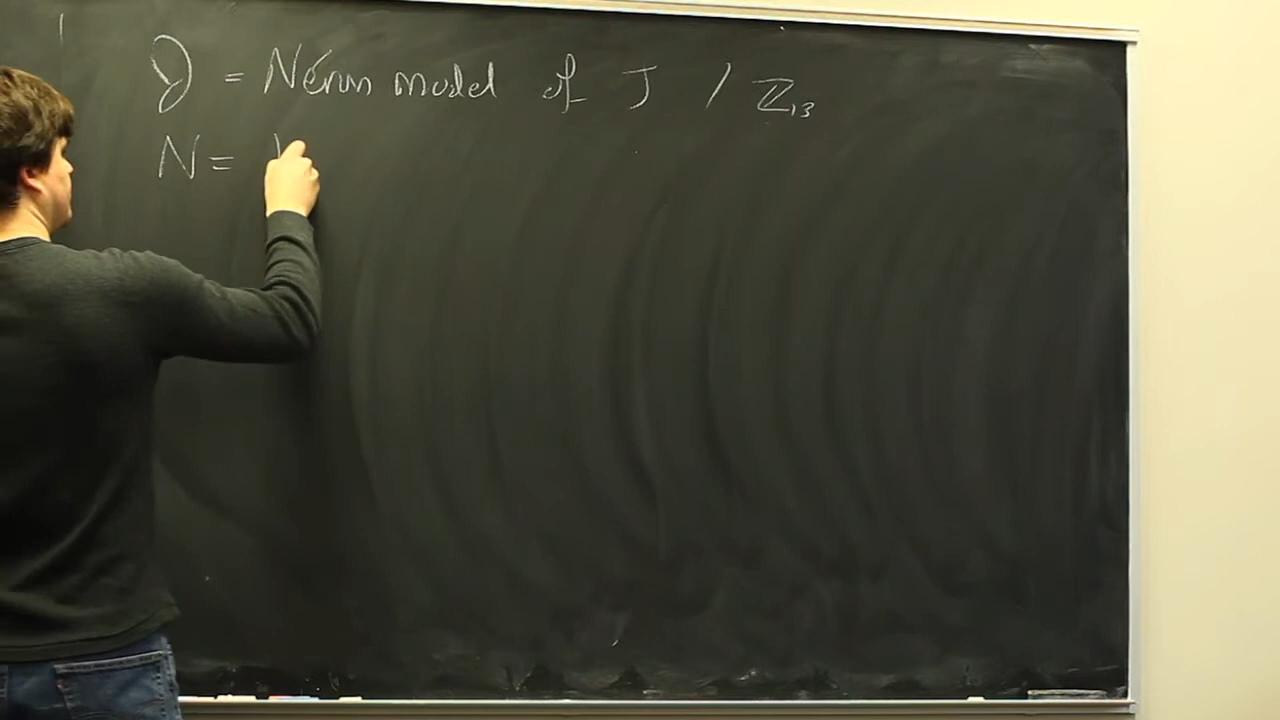 𝒥 = Néron model of J / ℤ₁₃
N =